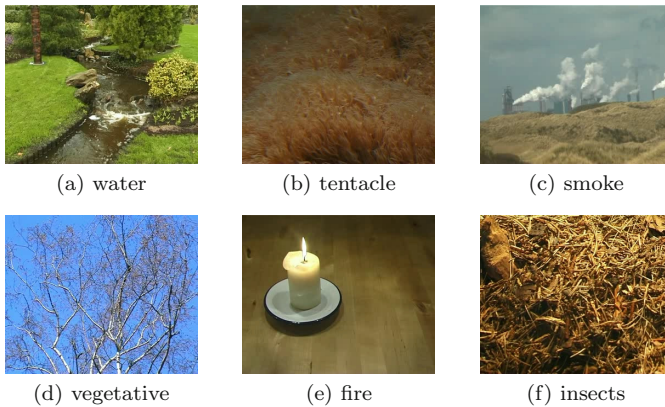 (a) water
(b) tentacle
(c) smoke
(d) vegetative
(e) fire
(f) insects